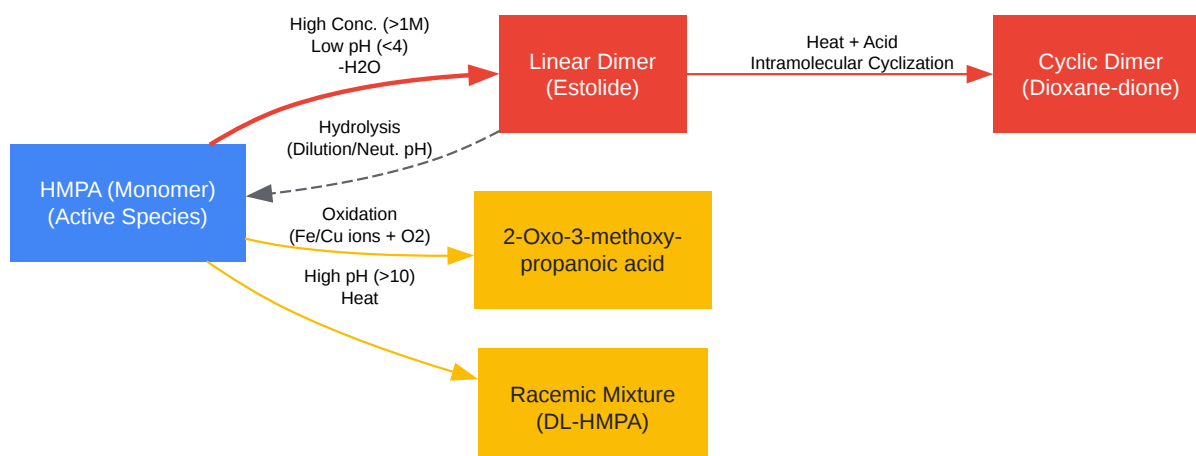 High Conc. (>1M)
Low pH (<4)
-H2O
Linear Dimer
(Estolide)
Heat + Acid
Intramolecular Cyclization
Cyclic Dimer
(Dioxane-dione)
Hydrolysis
(Dilution/Neut. pH)
HMPA (Monomer)
(Active Species)
Oxidation
(Fe/Cu ions + O2)
2-Oxo-3-methoxy-
propanoic acid
High pH (>10)
Heat
Racemic Mixture
(DL-HMPA)